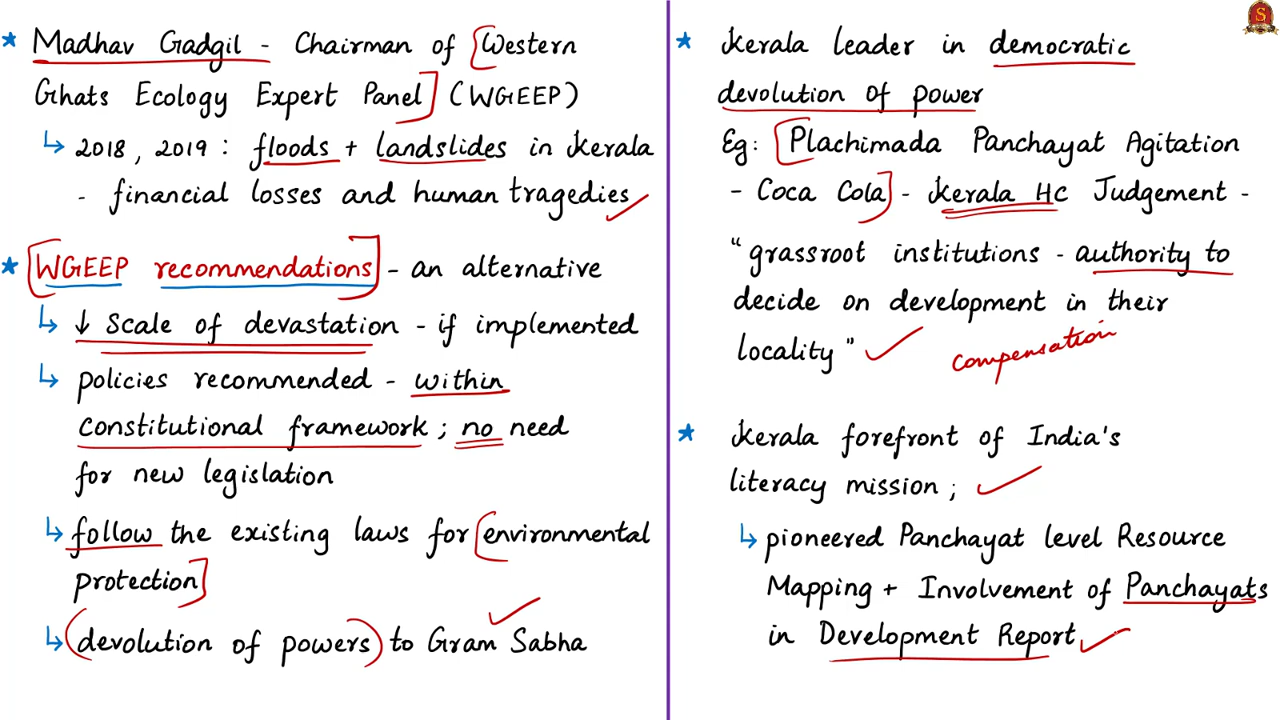 * Madhav Gadgil - Chairman of [Western
Ghats Ecology Expert Panel] (WGEEP)
↳ 2018, 2019 : floods + landslides in Kerala
- financial losses and human tragedies ✓
* [WGEEP recommendations] - an alternative
↳ ↓ Scale of devastation - if implemented
↳ policies recommended - within
constitutional framework ; no need
for new legislation
↳ follow the existing laws for [environmental
protection]
↳ (devolution of powers) to Gram Sabha ✓
* Kerala leader in democratic
devolution of power
Eg: [Plachimada Panchayat Agitation
- Coca Cola] - Kerala HC Judgement -
"grassroot institutions - authority to
decide on development in their
locality" ✓
compensation
* Kerala forefront of India's
literacy mission ; ✓
↳ pioneered Panchayat level Resource
Mapping + Involvement of Panchayats
in Development Report ✓
S